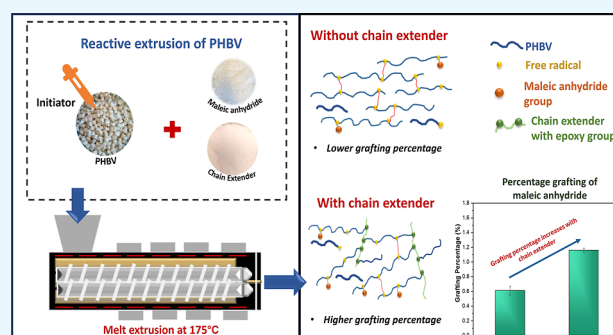 Reactive extrusion of PHBV
Initiator
PHBV
Maleic anhydride
Chain Extender
Melt extrusion at 175°C
Without chain extender
• Lower grafting percentage
With chain extender
• Higher grafting percentage
PHBV
Free radical
Maleic anhydride
group
Chain extender
with epoxy group
Percentage grafting of
maleic anhydride
Grafting Percentage (%)
1.8
1.6
1.4
1.2
1.0
0.8
0.6
0.4
0.2
0.0
Grafting percentage increases with
chain extender